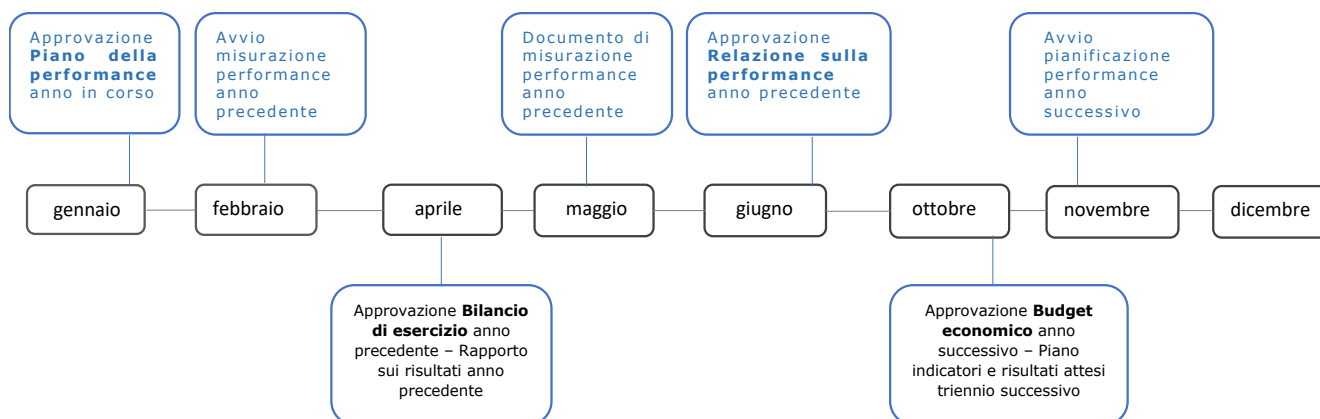 Approvazione
Piano della
performance
anno in corso
Avvio
misurazione
performance
anno
precedente
Documento di
misurazione
performance
anno
precedente
Approvazione
Relazione sulla
performance
anno precedente
Avvio
pianificazione
performance
anno
successivo
gennaio
febbraio
aprile
maggio
giugno
ottobre
novembre
dicembre
Approvazione Bilancio
di esercizio anno
precedente – Rapporto
sui risultati anno
precedente
Approvazione Budget
economico anno
successivo – Piano
indicatori e risultati attesi
triennio successivo